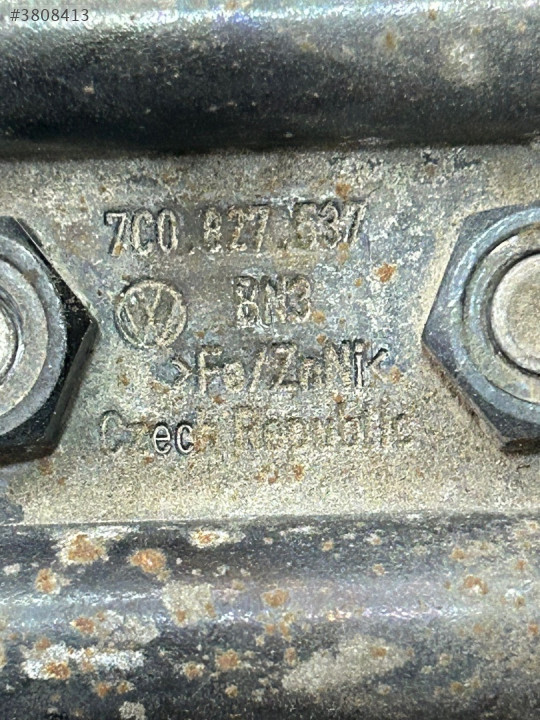 #3808413
7C0.827.537
BN3
>Fe/ZnNi<
Czech Republic